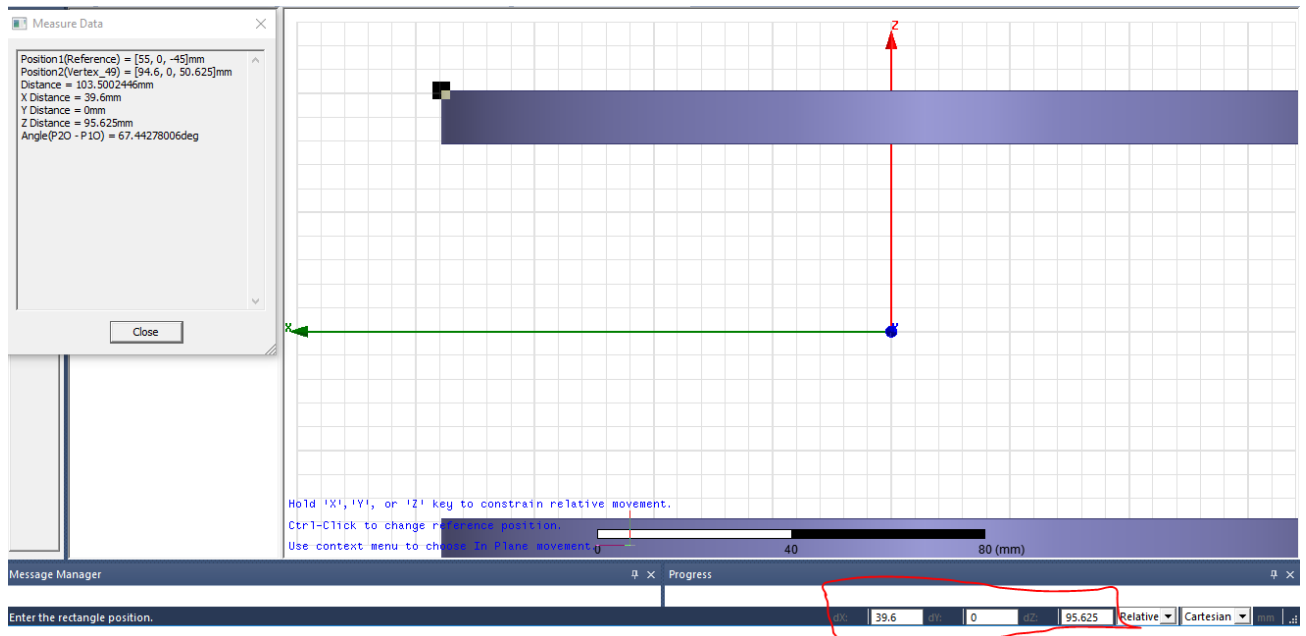 Measure Data
Position1(Reference) = [55, 0, -45]mm
Position2(Vertex_49) = [94.6, 0, 50.625]mm
Distance = 103.5002446mm
X Distance = 39.6mm
Y Distance = 0mm
Z Distance = 95.625mm
Angle(P2O - P1O) = 67.44278006deg
Close
Z
X
Hold 'X','Y', or 'Z' key to constrain relative movement.
Ctrl-Click to change reference position.
Use context menu to choose In Plane movement.
0 40 80 (mm)
Message Manager
Progress
Enter the rectangle position.
dX: 39.6 dY: 0 dZ: 95.625 Relative Cartesian mm